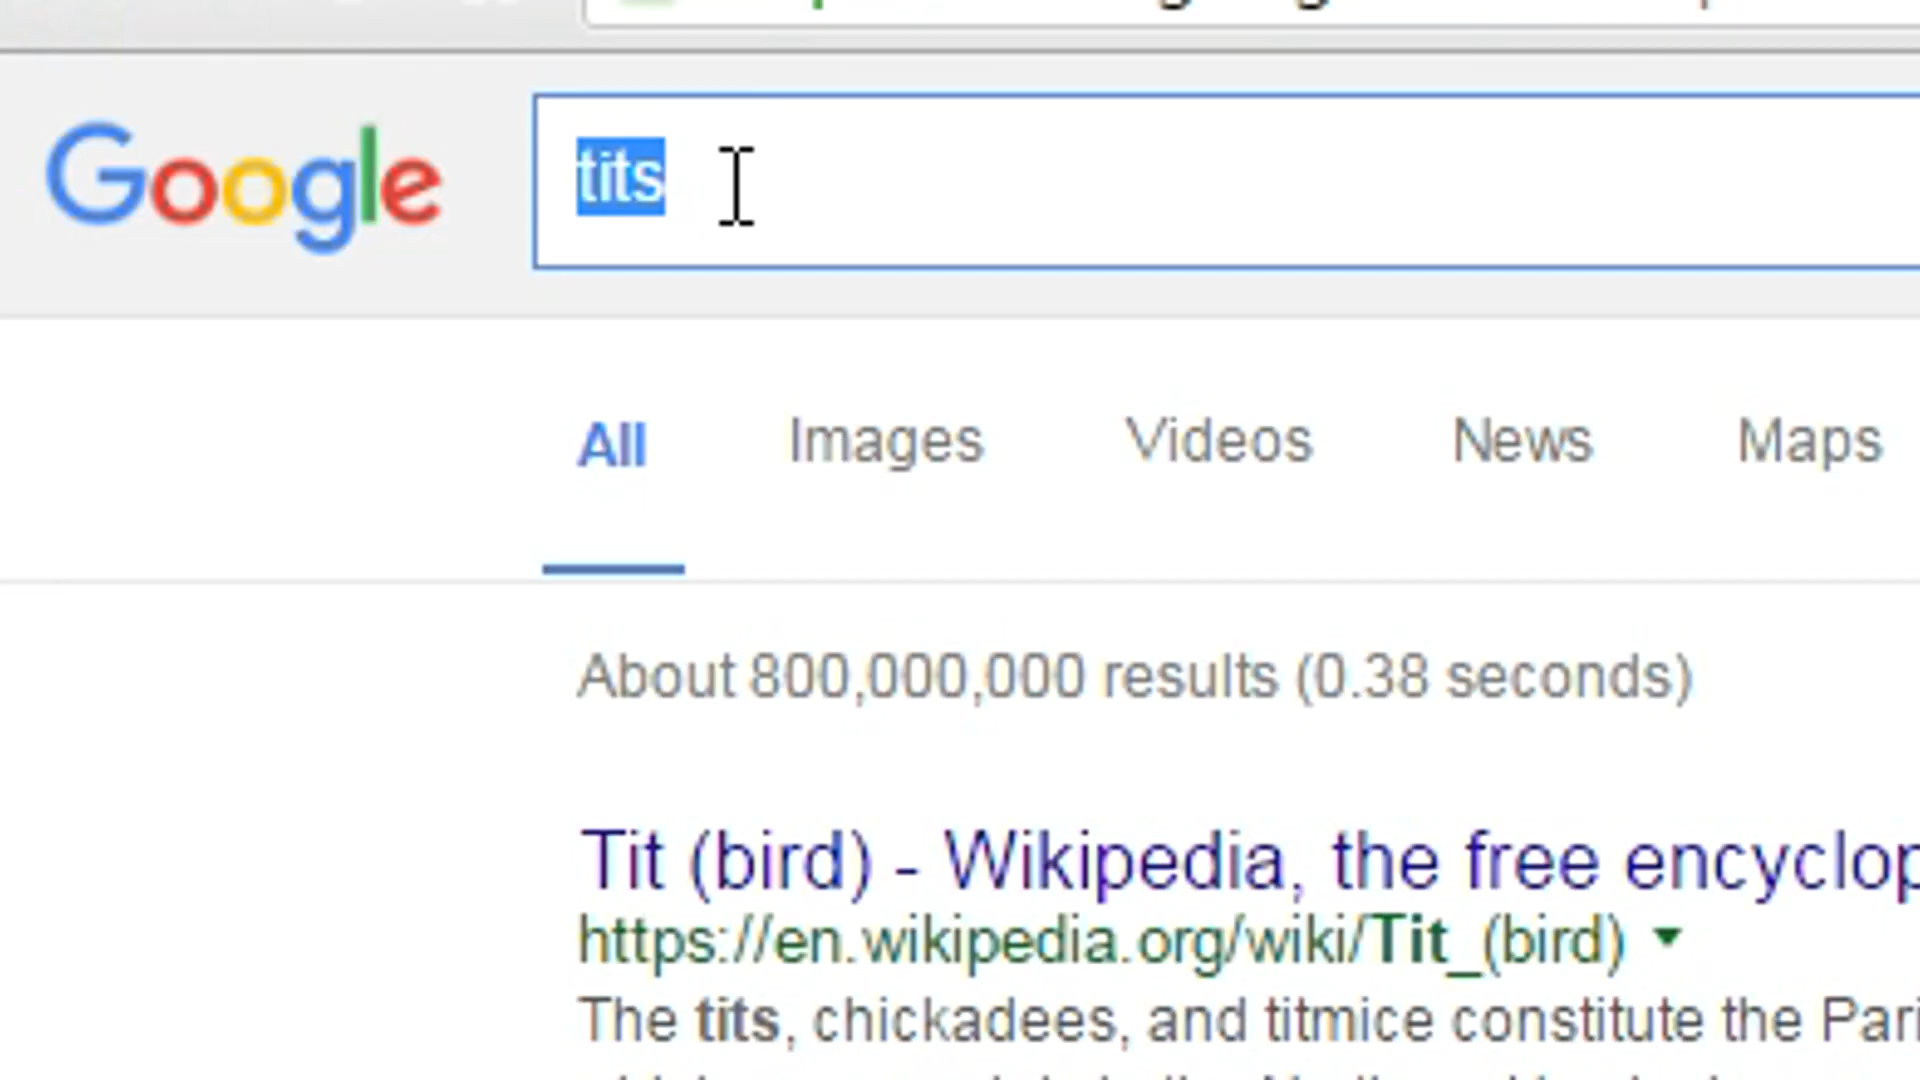 Google
tits
All Images Videos News Maps
About 800,000,000 results (0.38 seconds)
Tit (bird) - Wikipedia, the free encyclop
https://en.wikipedia.org/wiki/Tit_(bird)
The tits, chickadees, and titmice constitute the Pari